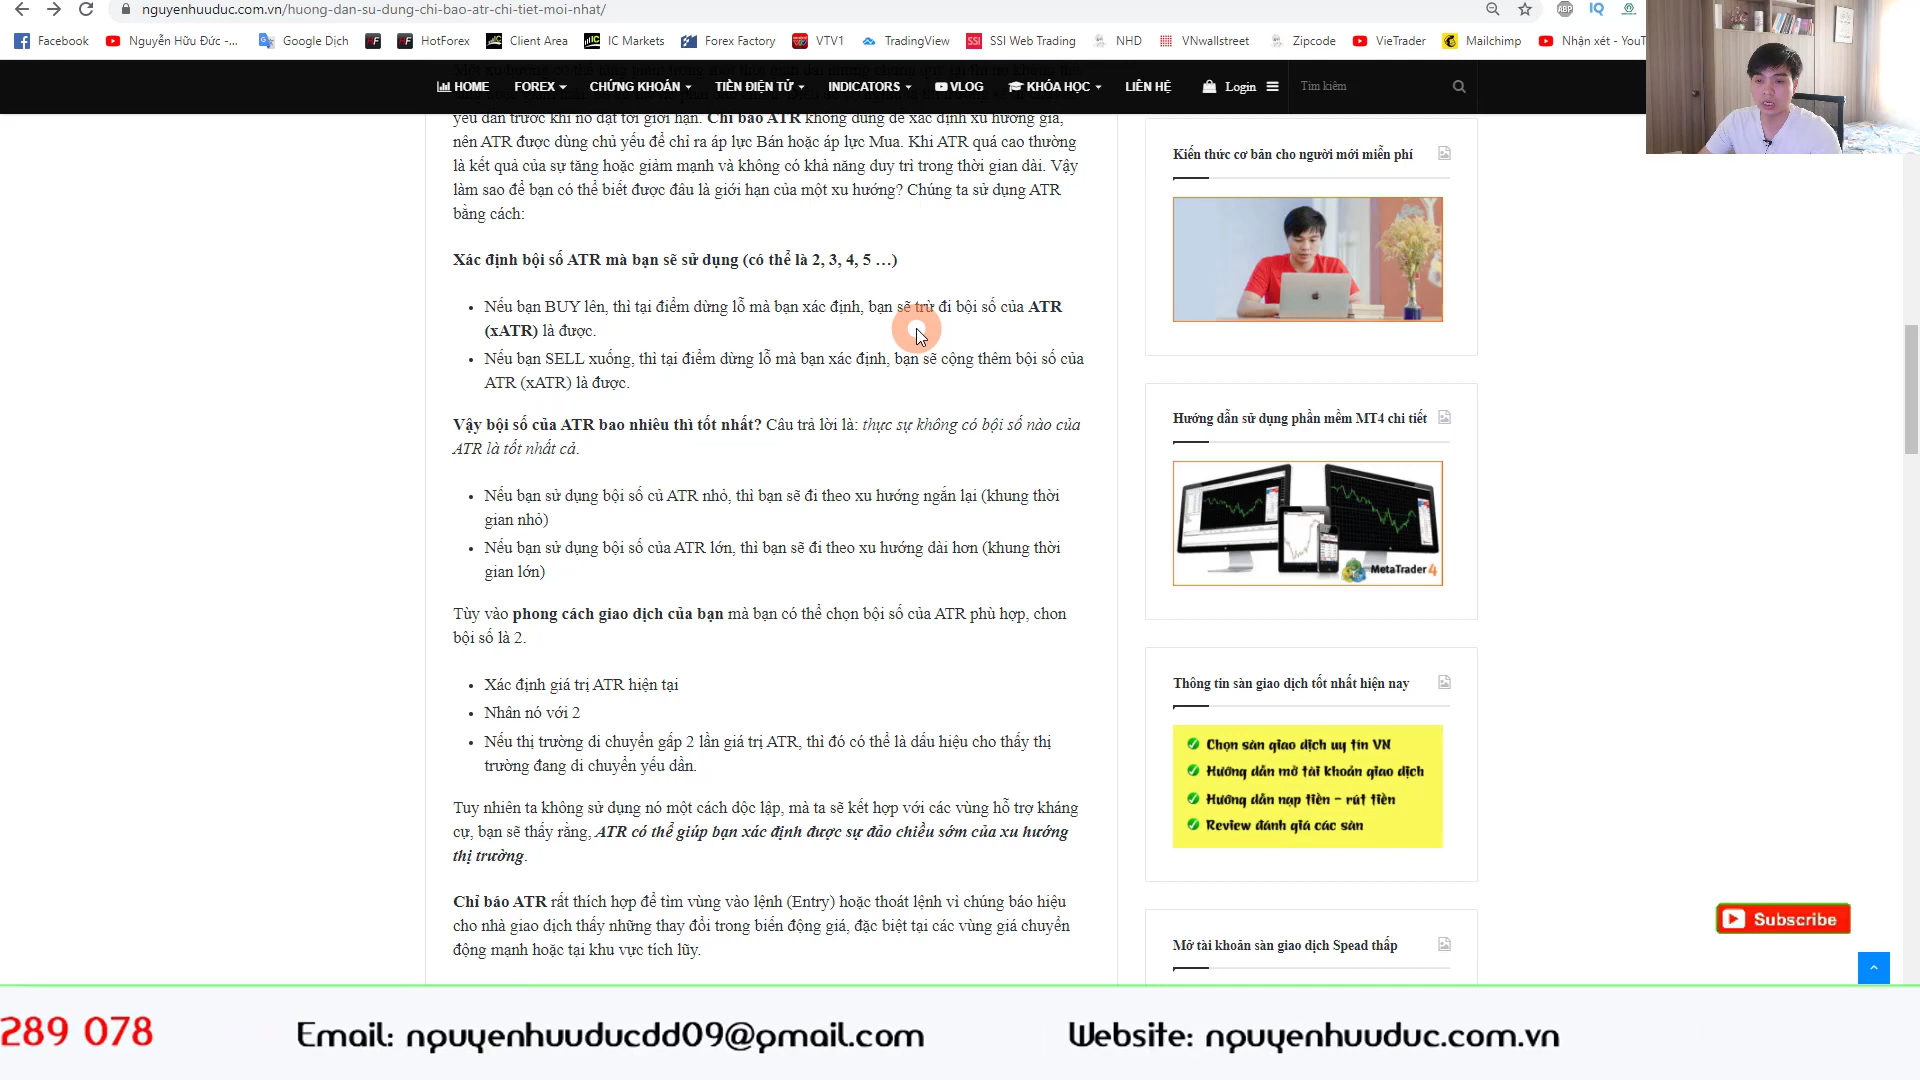 nguyenhuuduc.com.vn/huong-dan-su-dung-chi-bao-atr-chi-tiet-moi-nhat/
ABP
IQ
Facebook
Nguyễn Hữu Đức -...
Google Dịch
HotForex
Client Area
IC Markets
Forex Factory
VTV1
TradingView
SSI
SSI Web Trading
NHD
VNwallstreet
Zipcode
VieTrader
Mailchimp
Nhận xét - YouT
HOME
FOREX
CHỨNG KHOÁN
TIỀN ĐIỆN TỬ
INDICATORS
VLOG
KHÓA HỌC
LIÊN HỆ
Login
Tìm kiếm
yếu dần trước khi nó đạt tới giới hạn. Chỉ báo ATR không dùng để xác định xu hướng giá,
nên ATR được dùng chủ yếu để chỉ ra áp lực Bán hoặc áp lực Mua. Khi ATR quá cao thường
là kết quả của sự tăng hoặc giảm mạnh và không có khả năng duy trì trong thời gian dài. Vậy
làm sao để bạn có thể biết được đâu là giới hạn của một xu hướng? Chúng ta sử dụng ATR
bằng cách:
Xác định bội số ATR mà bạn sẽ sử dụng (có thể là 2, 3, 4, 5 …)
Nếu bạn BUY lên, thì tại điểm dừng lỗ mà bạn xác định, bạn sẽ trừ đi bội số của ATR
(xATR) là được.
Nếu bạn SELL xuống, thì tại điểm dừng lỗ mà bạn xác định, bạn sẽ cộng thêm bội số của
ATR (xATR) là được.
Vậy bội số của ATR bao nhiêu thì tốt nhất? Câu trả lời là: thực sự không có bội số nào của
ATR là tốt nhất cả.
Nếu bạn sử dụng bội số củ ATR nhỏ, thì bạn sẽ đi theo xu hướng ngắn lại (khung thời
gian nhỏ)
Nếu bạn sử dụng bội số của ATR lớn, thì bạn sẽ đi theo xu hướng dài hơn (khung thời
gian lớn)
Tùy vào phong cách giao dịch của bạn mà bạn có thể chọn bội số của ATR phù hợp, chon
bội số là 2.
Xác định giá trị ATR hiện tại
Nhân nó với 2
Nếu thị trường di chuyển gấp 2 lần giá trị ATR, thì đó có thể là dấu hiệu cho thấy thị
trường đang di chuyển yếu dần.
Tuy nhiên ta không sử dụng nó một cách dộc lập, mà ta sẽ kết hợp với các vùng hỗ trợ kháng
cự, bạn sẽ thấy rằng, ATR có thể giúp bạn xác định được sự đảo chiều sớm của xu hướng
thị trường.
Chỉ báo ATR rất thích hợp để tìm vùng vào lệnh (Entry) hoặc thoát lệnh vì chúng báo hiệu
cho nhà giao dịch thấy những thay đổi trong biến động giá, đặc biệt tại các vùng giá chuyển
động mạnh hoặc tại khu vực tích lũy.
Kiến thức cơ bản cho người mới miễn phí
Hướng dẫn sử dụng phần mềm MT4 chi tiết
MetaTrader 4
Thông tin sàn giao dịch tốt nhất hiện nay
Chọn sàn giao dịch uy tín VN
Hướng dẫn mở tài khoản giao dịch
Hướng dẫn nạp tiền – rút tiền
Review đánh giá các sàn
Mở tài khoản sàn giao dịch Spead thấp
Subscribe
289 078
Email: nguyenhuuducdd09@gmail.com
Website: nguyenhuuduc.com.vn